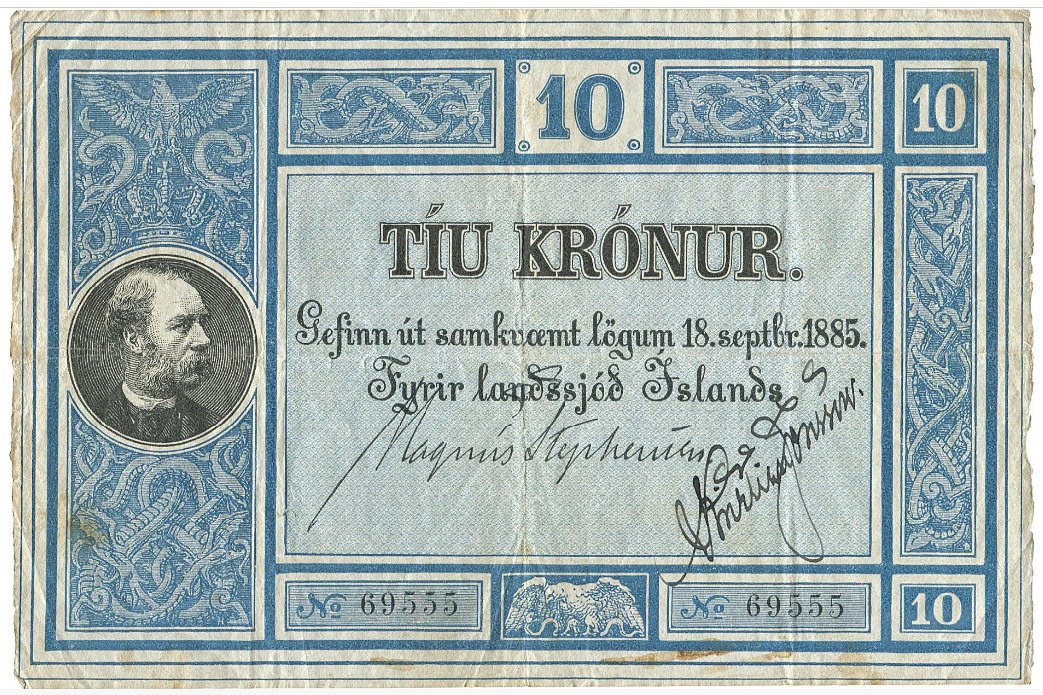 10
10
TÍU KRÓNUR.
Gefinn út samkvæmt lögum 18. septbr. 1885.
Fyrir landssjóð Íslands
Magnús Stephensen
Nº 69555
Nº 69555
10